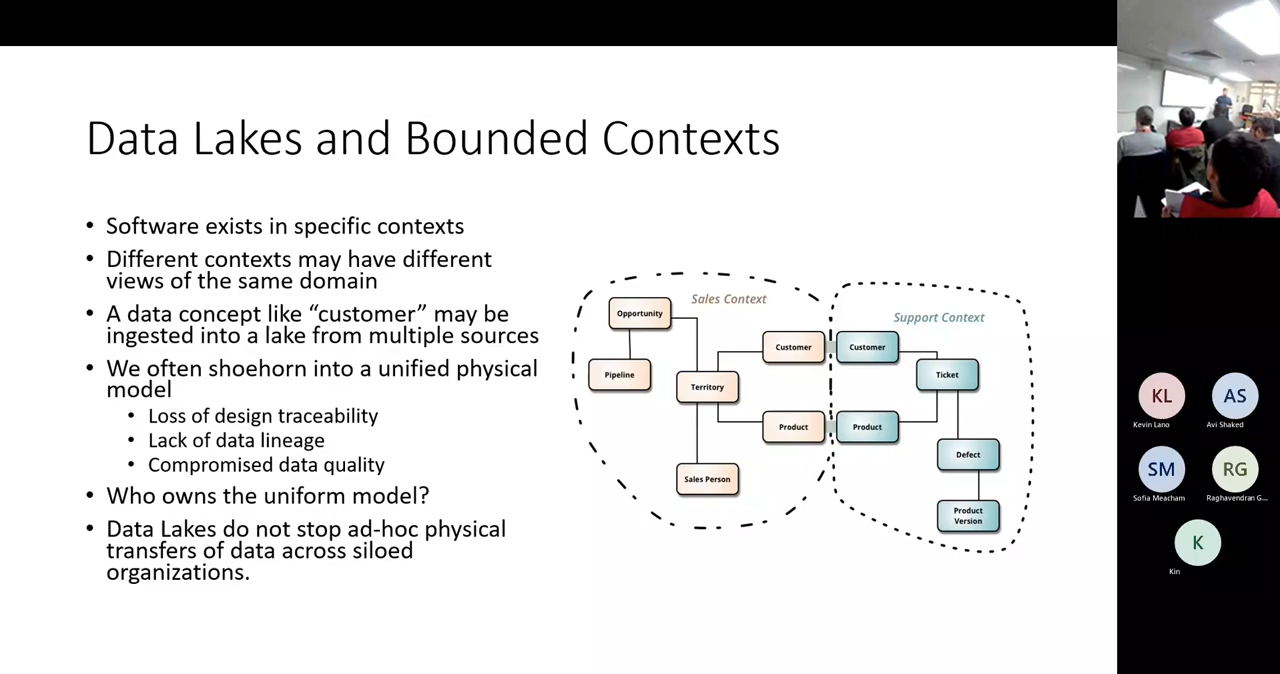 Data Lakes and Bounded Contexts
• Software exists in specific contexts
• Different contexts may have different
views of the same domain
• A data concept like “customer” may be
ingested into a lake from multiple sources
• We often shoehorn into a unified physical
model
• Loss of design traceability
• Lack of data lineage
• Compromised data quality
• Who owns the uniform model?
• Data Lakes do not stop ad-hoc physical
transfers of data across siloed
organizations.
Sales Context
Opportunity
Pipeline
Territory
Customer
Product
Sales Person
Support Context
Customer
Ticket
Product
Defect
Product
Version
KL
Kevin Lano
AS
Avi Shaked
SM
Sofia Meacham
RG
Raghavendran G...
K
Kin